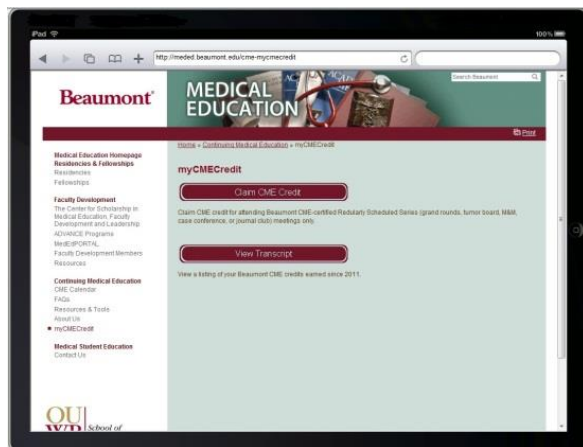 iPad
100%
http://meded.beaumont.edu/cme-mycmecredit
Beaumont
MEDICAL
EDUCATION
Search Beaumont
Print
Home » Continuing Medical Education » myCMECredit
Medical Education Homepage
Residencies & Fellowships
Residencies
Fellowships
Faculty Development
The Center for Scholarship in
Medical Education, Faculty
Development and Leadership
ADVANCE Programs
MedEdPORTAL
Faculty Development Members
Resources
Continuing Medical Education
CME Calendar
FAQs
Resources & Tools
About Us
myCMECredit
Medical Student Education
Contact Us
OU
WB School of
myCMECredit
Claim CME Credit
Claim CME credit for attending Beaumont CME-certified Redularly Scheduled Series (grand rounds, tumor board, M&M,
case conference, or journal club) meetings only.
View Transcript
View a listing of your Beaumont CME credits earned since 2011.